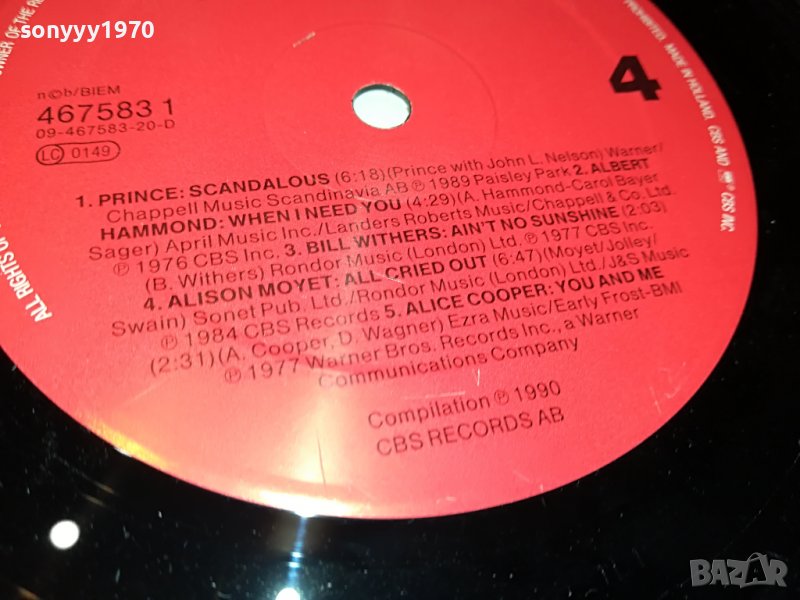 sonyyy1970
OWNER OF THE
PROHIBITED. MADE IN HOLLAND. CBS AND ® CBS INC
ALL RIGHTS OF
n©b/BIEM
467583 1
09-467583-20-D
LC 0149
4
1. PRINCE: SCANDALOUS (6:18)(Prince with John L. Nelson) Warner/
Chappell Music Scandinavia AB ℗ 1989 Paisley Park 2. ALBERT
HAMMOND: WHEN I NEED YOU (4:29)(A. Hammond-Carol Bayer
Sager) April Music Inc./Landers Roberts Music/Chappell & Co. Ltd.
℗ 1976 CBS Inc. 3. BILL WITHERS: AIN'T NO SUNSHINE (2:03)
(B. Withers) Rondor Music (London) Ltd. ℗ 1977 CBS Inc.
4. ALISON MOYET: ALL CRIED OUT (6:47)(Moyet/Jolley/
Swain) Sonet Pub. Ltd./Rondor Music (London) Ltd./J&S Music
℗ 1984 CBS Records 5. ALICE COOPER: YOU AND ME
(2:31)(A. Cooper, D. Wagner) Ezra Music/Early Frost-BMI
℗ 1977 Warner Bros. Records Inc., a Warner
Communications Company
Compilation ℗ 1990
CBS RECORDS AB
BAZAR